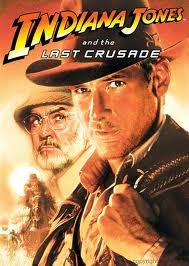 INDIANA JONES
and the
LAST CRUSADE